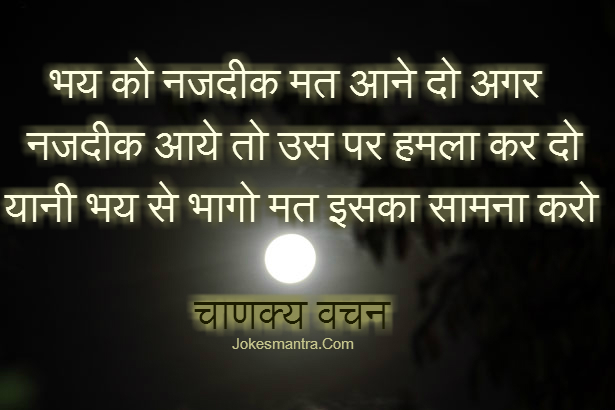 भय को नजदीक मत आने दो अगर
नजदीक आये तो उस पर हमला कर दो
यानी भय से भागो मत इसका सामना करो
चाणक्य वचन
Jokesmantra.Com